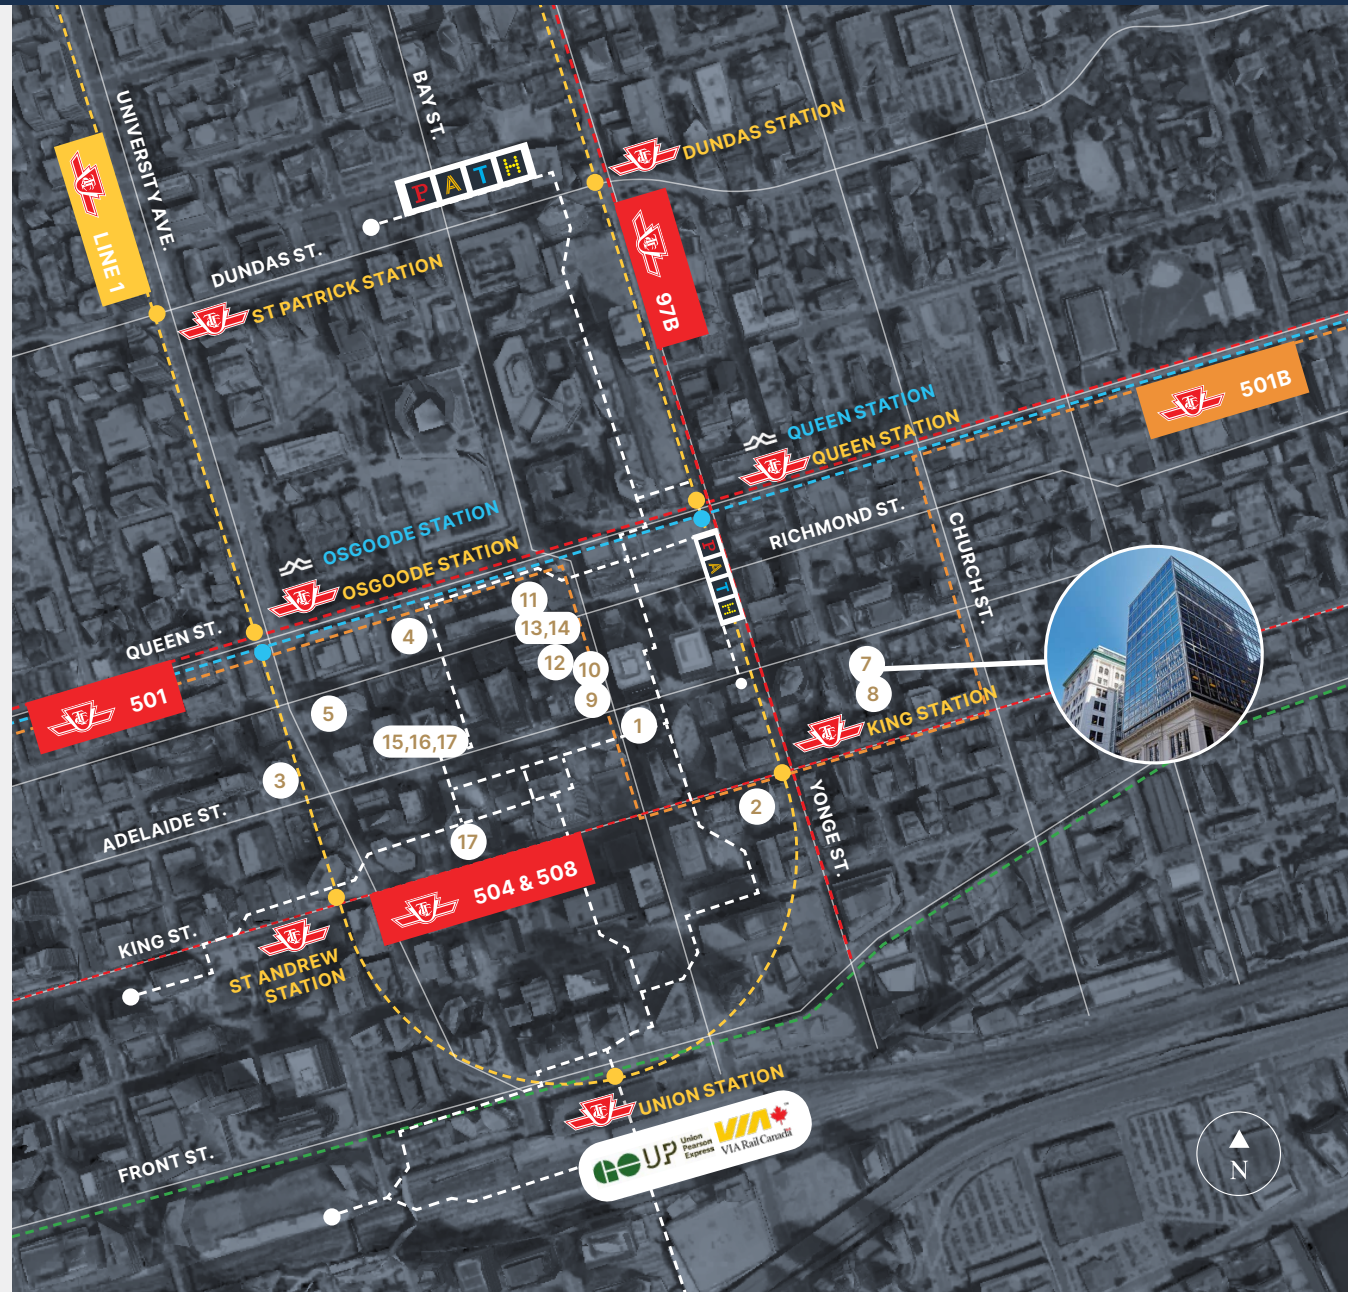 UNIVERSITY AVE.
BAY ST.
DUNDAS STATION
PATH
LINE 1
DUNDAS ST.
ST PATRICK STATION
97B
501B
QUEEN STATION
QUEEN STATION
RICHMOND ST.
CHURCH ST.
OSGOODE STATION
OSGOODE STATION
PATH
QUEEN ST.
11
13,14
4
12
10
9
7
8
501
5
1
KING STATION
15,16,17
3
2
YONGE ST.
ADELAIDE ST.
17
504 & 508
KING ST.
ST ANDREW
STATION
UNION STATION
GO
UP
Union
Pearson
Express
VIA
VIA Rail Canada
FRONT ST.
N